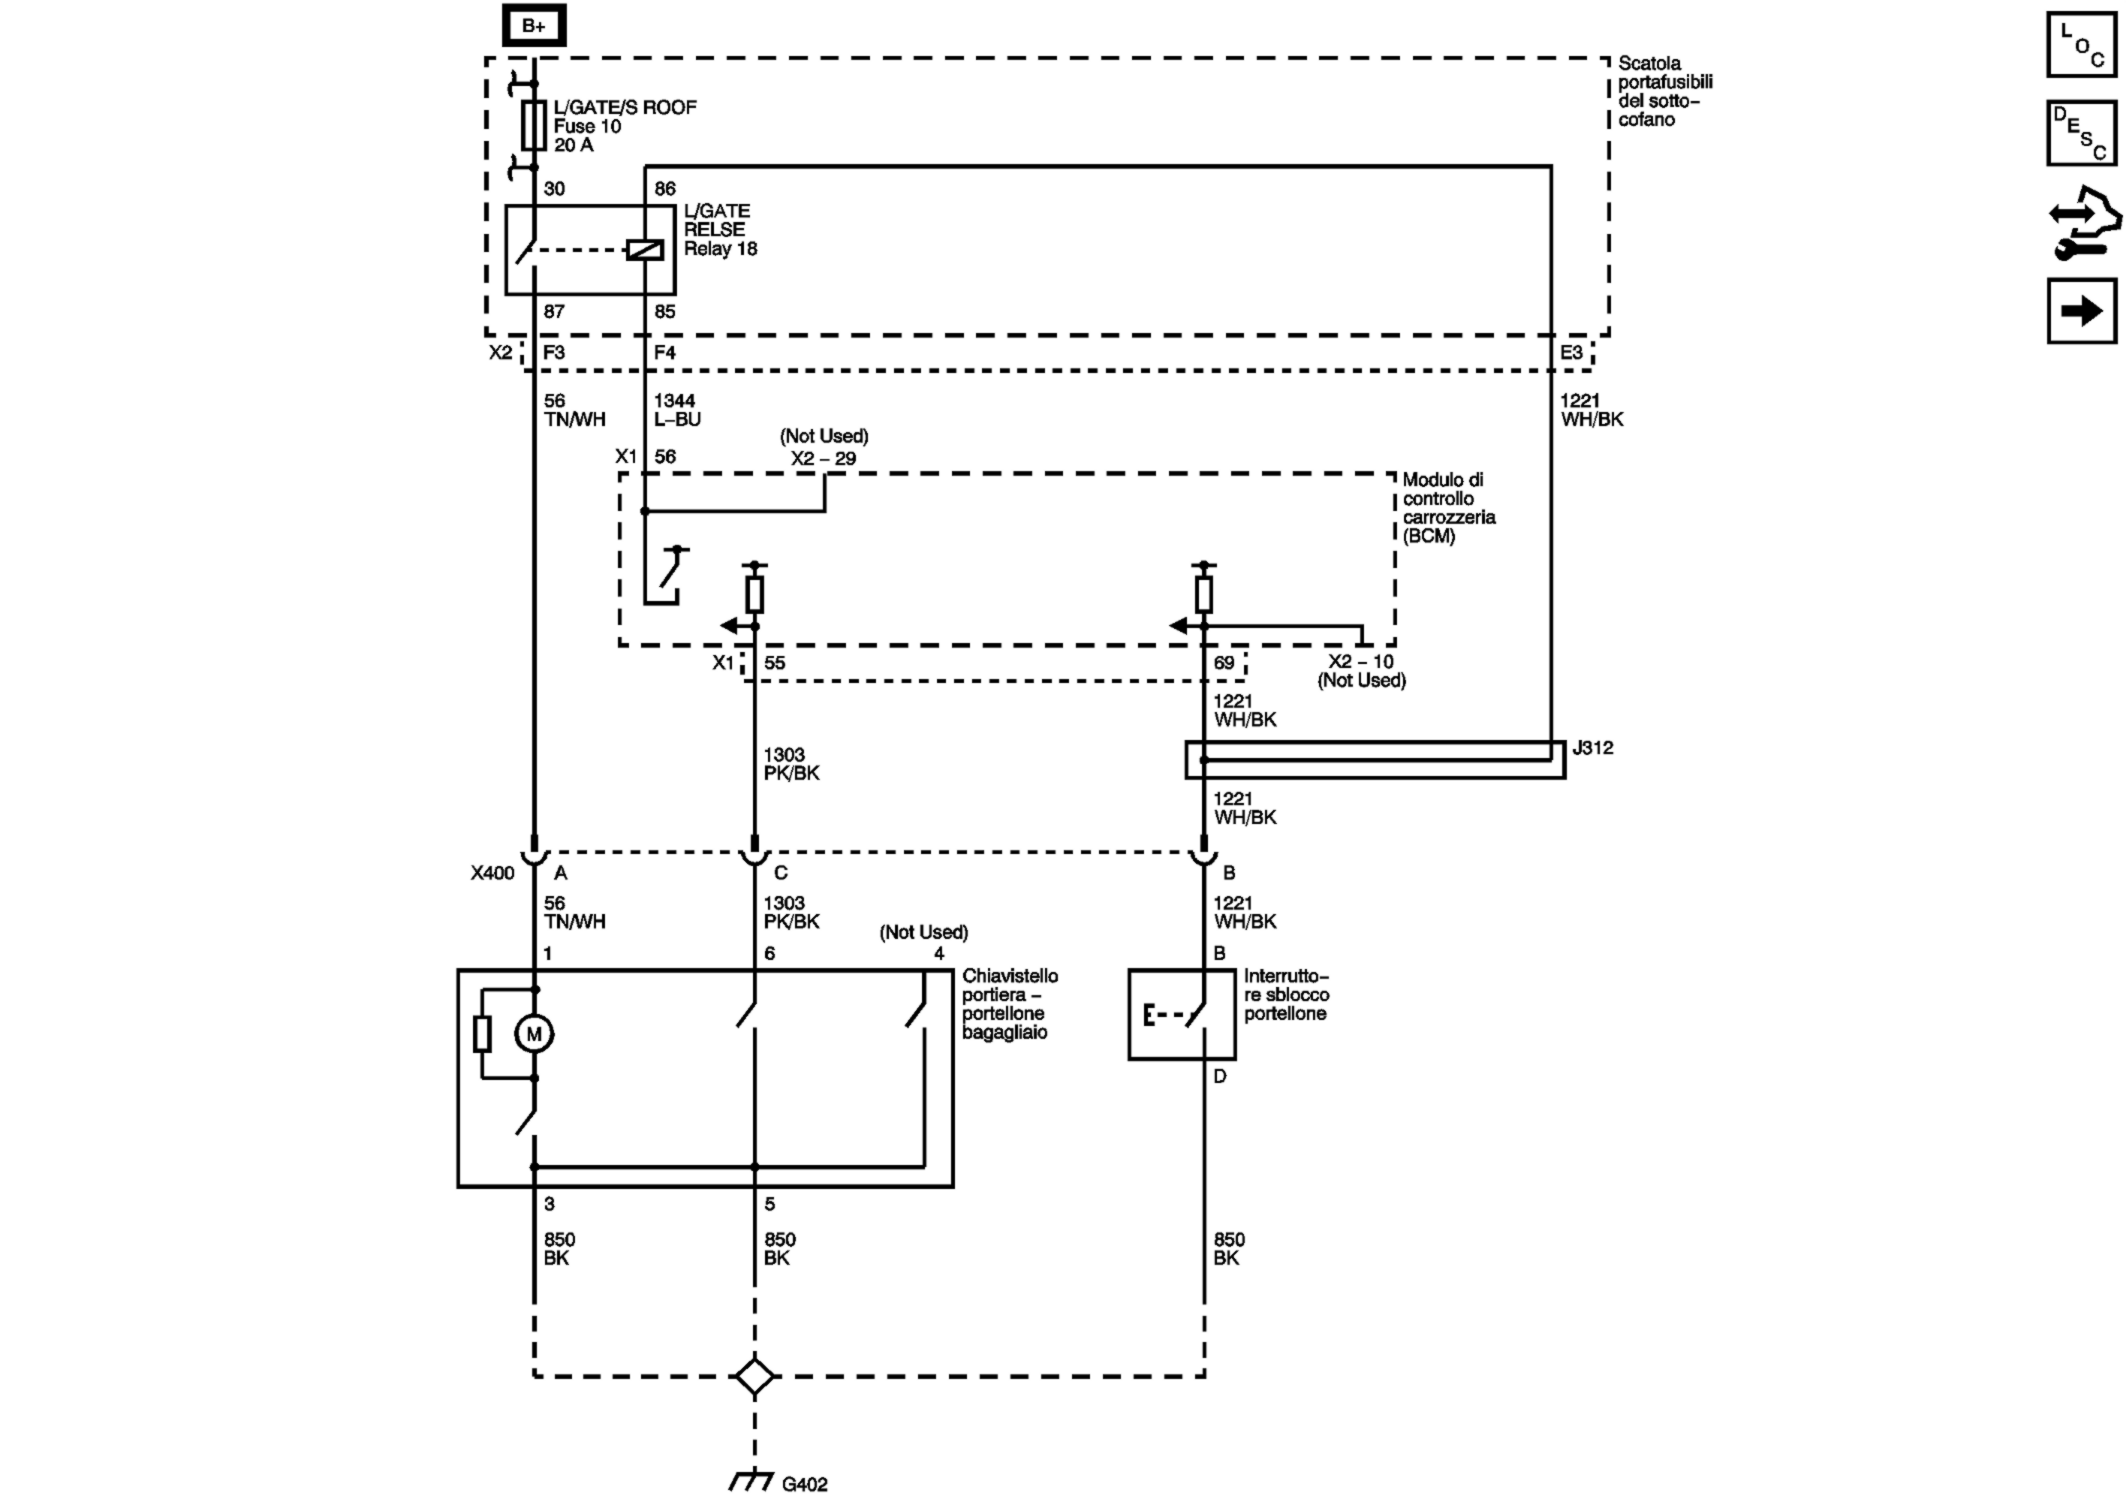 B+
L
O
C
Scatola
portafusibili
del sotto–
cofano
L/GATE/S ROOF
Fuse 10
20 A
D
E
S
C
30
86
L/GATE
RELSE
Relay 18
87
85
X2
F3
F4
E3
56
TN/WH
1344
L–BU
1221
WH/BK
(Not Used)
X2 – 29
X1
56
Modulo di
controllo
carrozzeria
(BCM)
X1
55
69
X2 – 10
(Not Used)
1221
WH/BK
1303
PK/BK
J312
1221
WH/BK
X400
A
C
B
56
TN/WH
1303
PK/BK
1221
WH/BK
(Not Used)
1
6
4
B
Chiavistello
portiera –
portellone
bagagliaio
Interrutto–
re sblocco
portellone
M
D
3
5
850
BK
850
BK
850
BK
G402